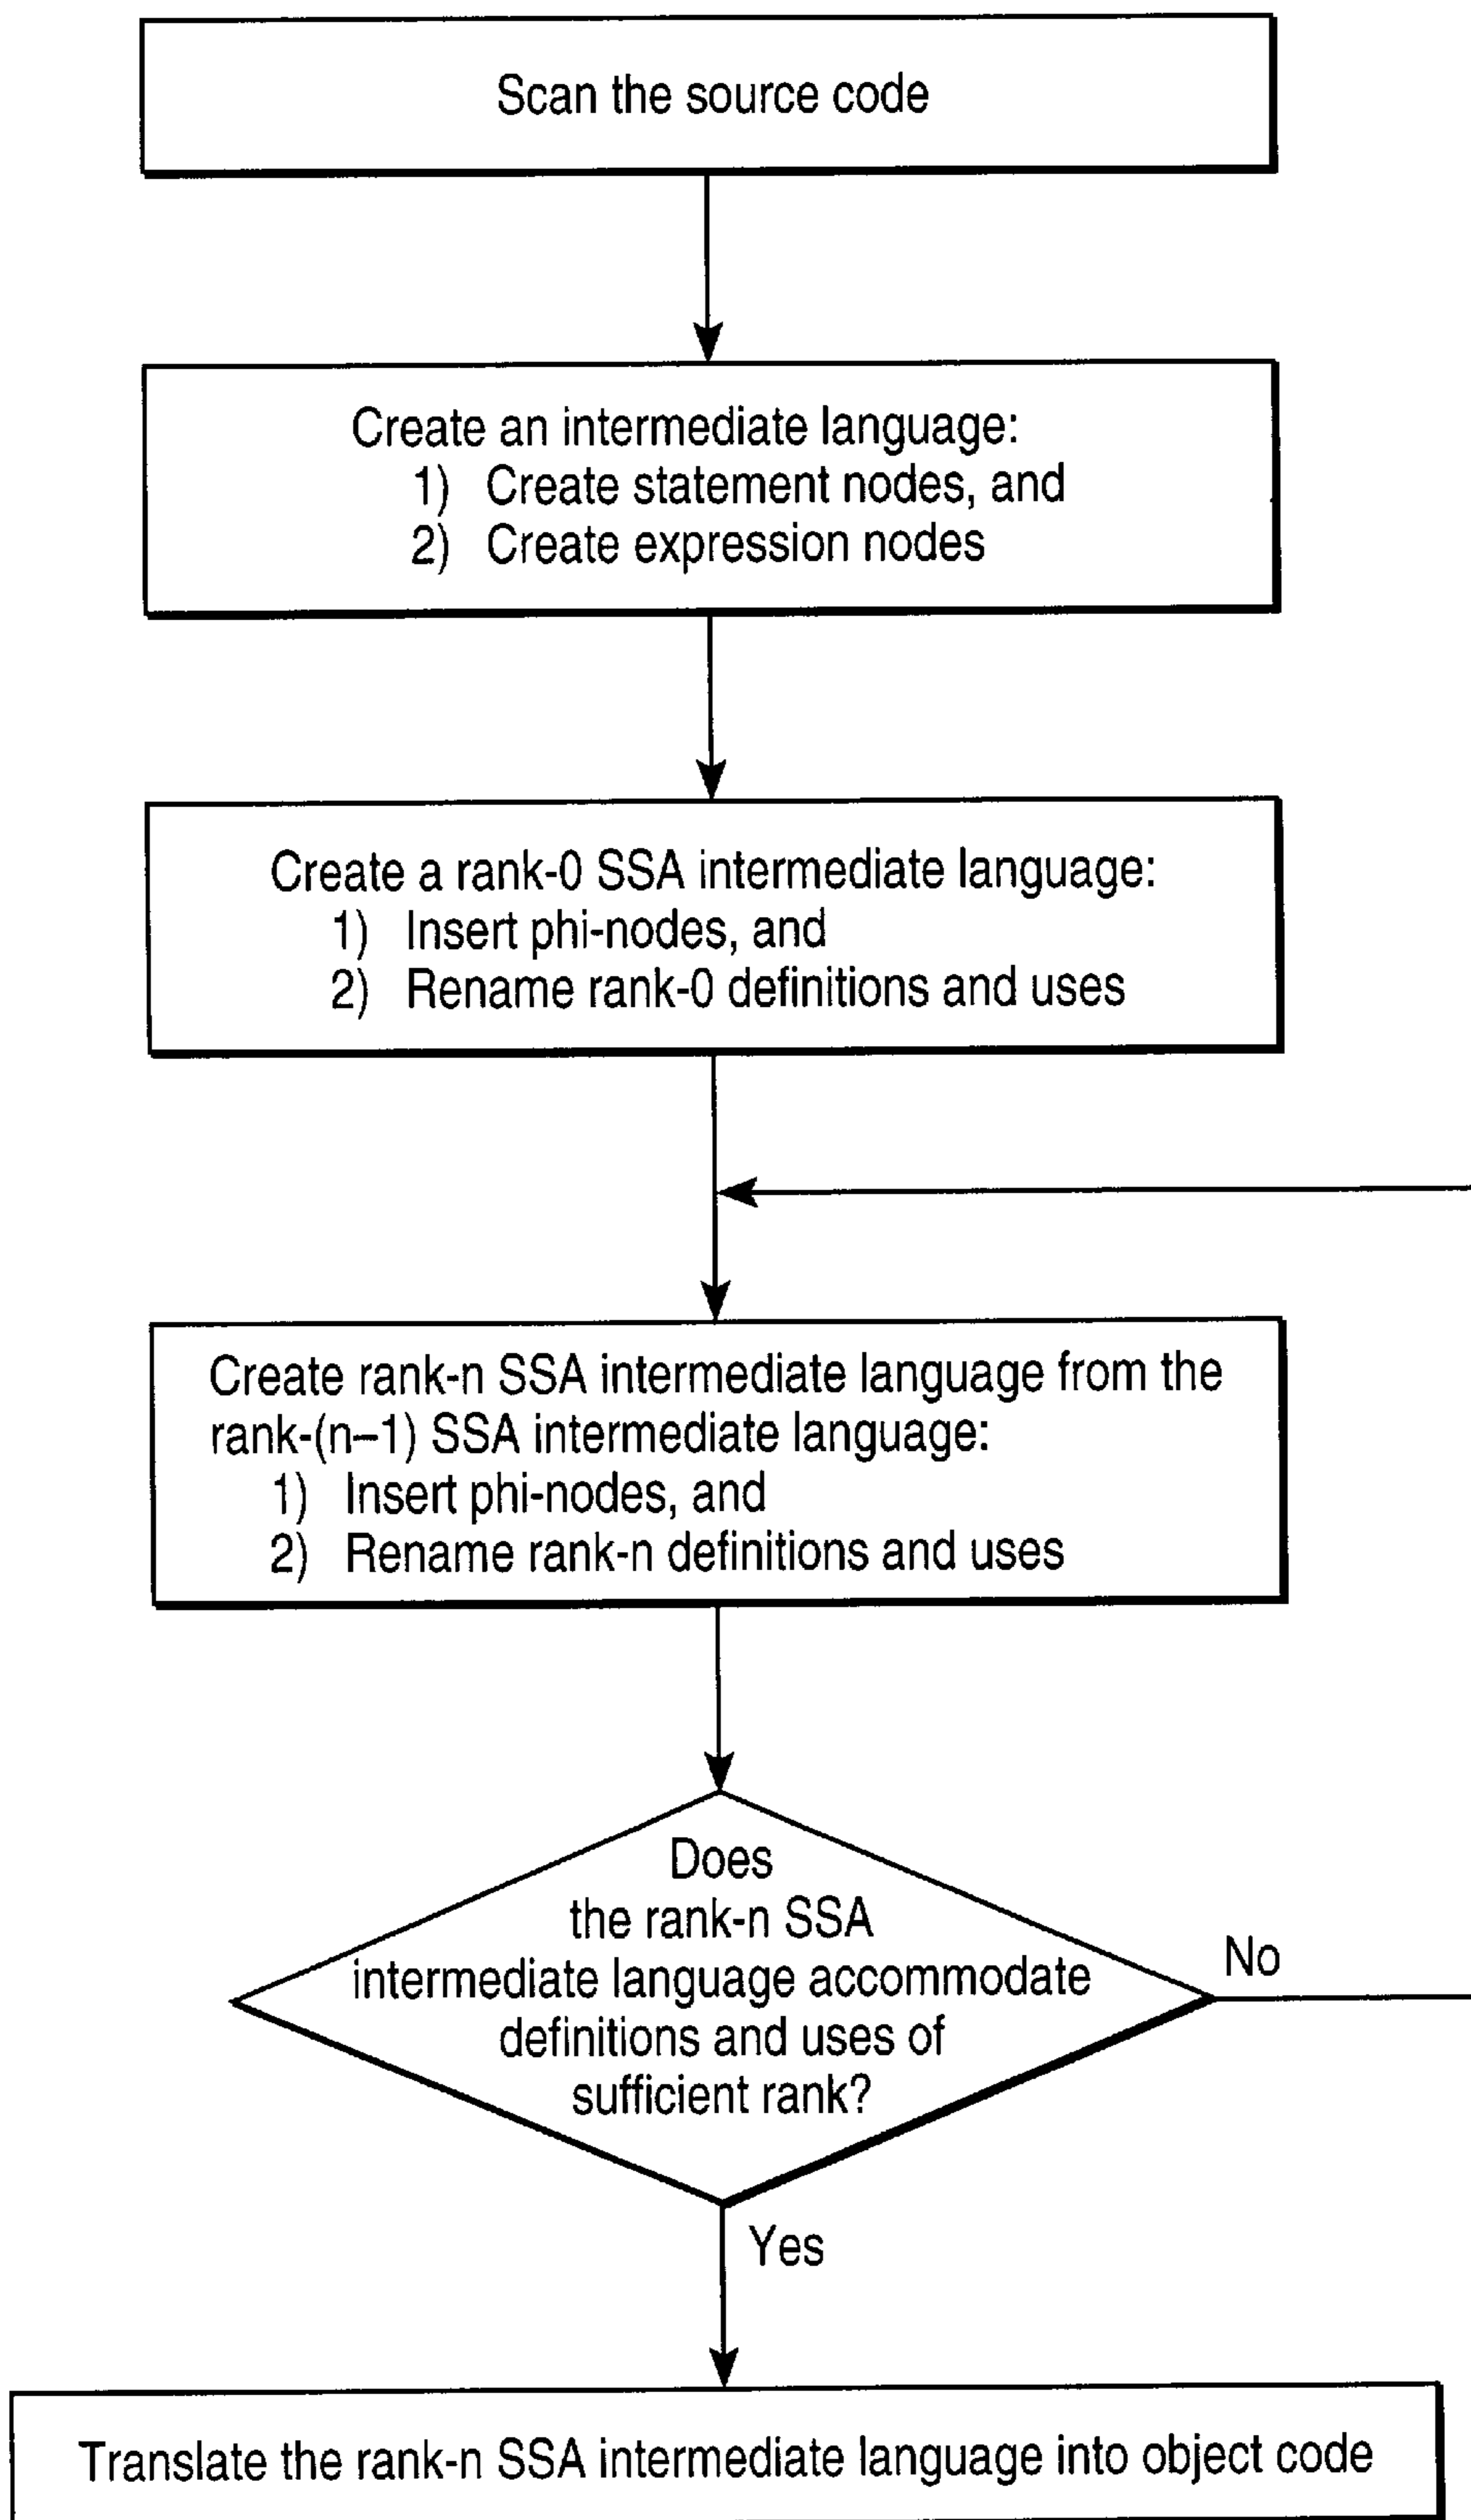 Scan the source code
Create an intermediate language:
1) Create statement nodes, and
2) Create expression nodes
Create a rank-0 SSA intermediate language:
1) Insert phi-nodes, and
2) Rename rank-0 definitions and uses
Create rank-n SSA intermediate language from the
rank-(n–1) SSA intermediate language:
1) Insert phi-nodes, and
2) Rename rank-n definitions and uses
Does
the rank-n SSA
intermediate language accommodate
definitions and uses of
sufficient rank?
No
Yes
Translate the rank-n SSA intermediate language into object code